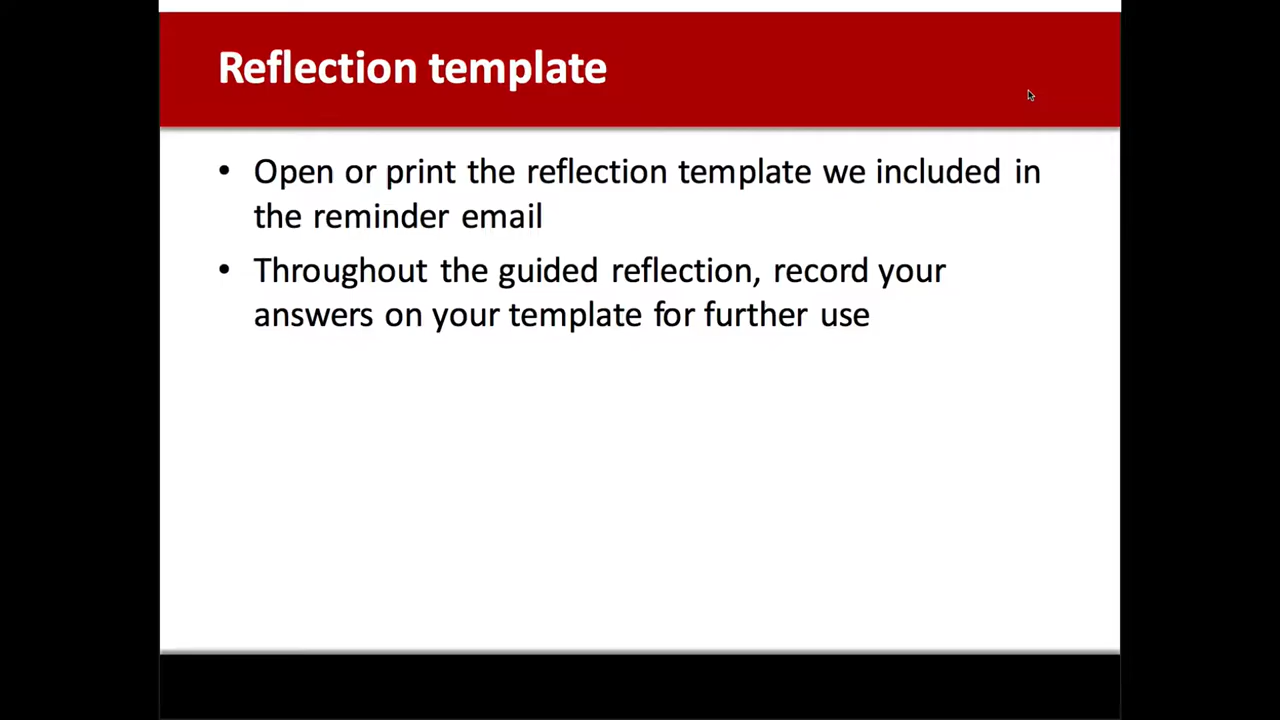 Reflection template
• Open or print the reflection template we included in
the reminder email
• Throughout the guided reflection, record your
answers on your template for further use